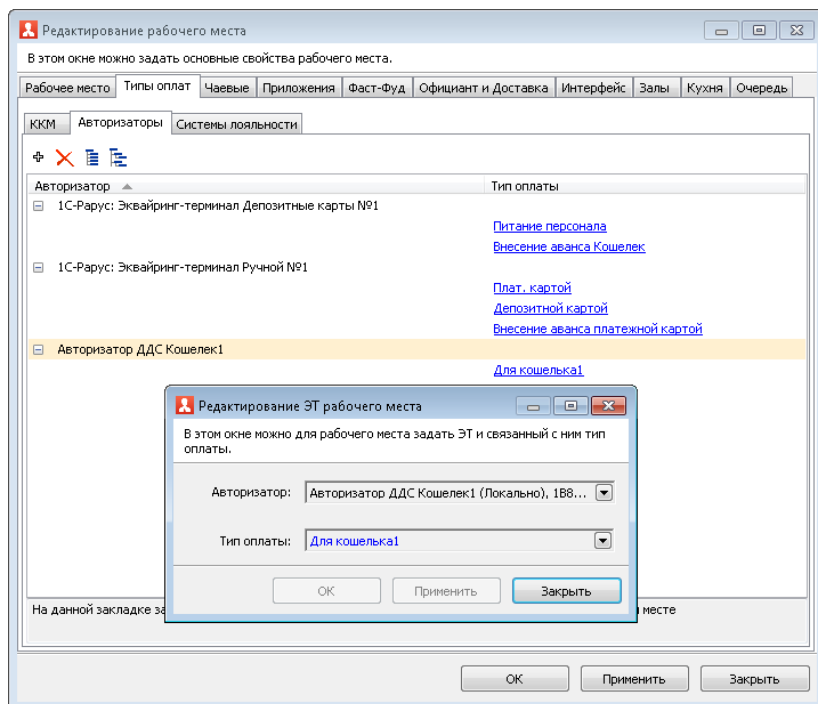 Редактирование рабочего места
В этом окне можно задать основные свойства рабочего места.
Рабочее место Типы оплат Чаевые Приложения Фаст-Фуд Официант и Доставка Интерфейс Залы Кухня Очередь
ККМ Авторизаторы Системы лояльности
Авторизатор Тип оплаты
1С-Рарус: Эквайринг-терминал Депозитные карты №1
Питание персонала
Внесение аванса Кошелек
1С-Рарус: Эквайринг-терминал Ручной №1
Плат. картой
Депозитной картой
Внесение аванса платежной картой
Авторизатор ДДС Кошелек1
Для кошелька1
Редактирование ЭТ рабочего места
В этом окне можно для рабочего места задать ЭТ и связанный с ним тип
оплаты.
Авторизатор: Авторизатор ДДС Кошелек1 (Локально), 1B8...
Тип оплаты: Для кошелька1
ОК Применить Закрыть
На данной закладке за месте
ОК Применить Закрыть